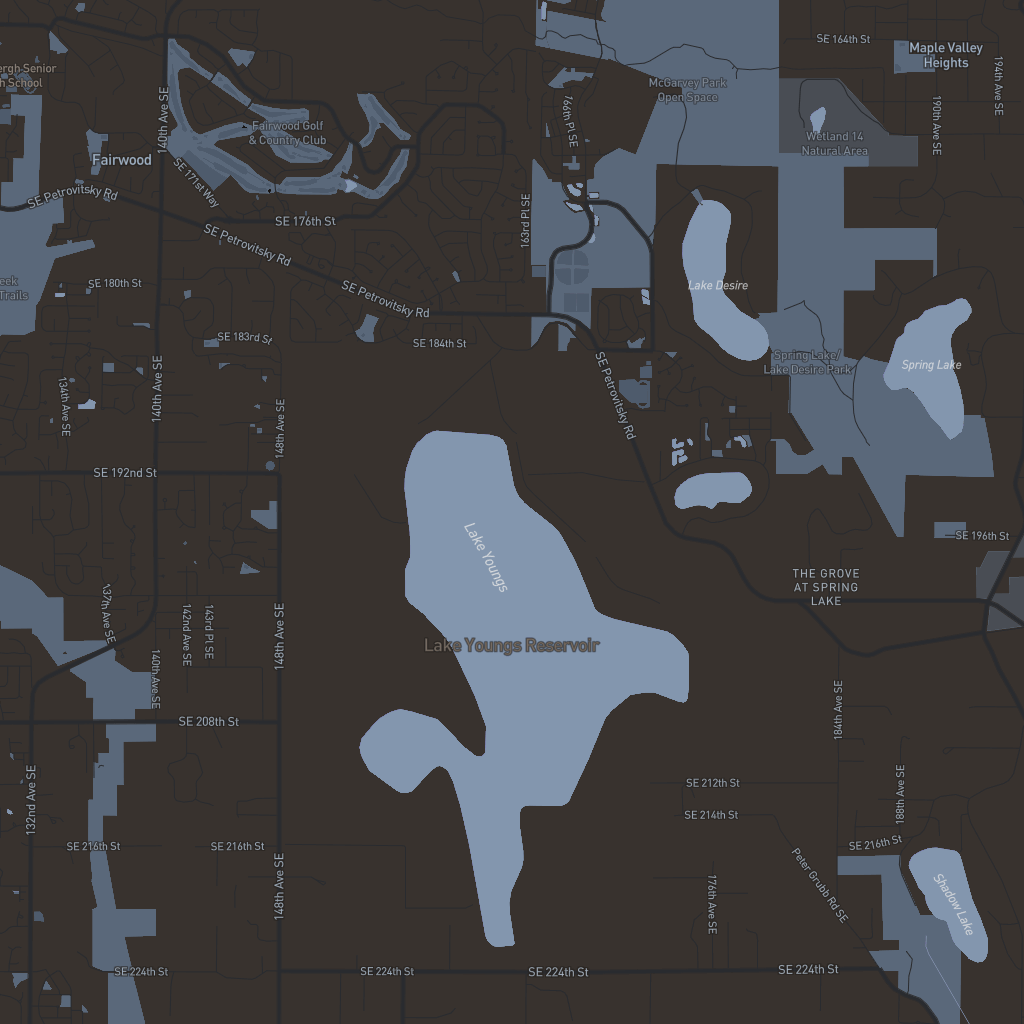 SE 164th St
Maple Valley
Heights
194th Ave SE
ergh Senior
h School
McGarvey Park
Open Space
140th Ave SE
166th Pl SE
190th Ave SE
Fairwood Golf
& Country Club
Wetland 14
Natural Area
Fairwood
SE 171st Way
SE Petrovitsky Rd
163rd Pl SE
SE 176th St
SE Petrovitsky Rd
eek
Trails
SE 180th St
Lake Desire
SE Petrovitsky Rd
SE 183rd St
SE 184th St
Spring Lake/
Lake Desire Park
Spring Lake
140th Ave SE
134th Ave SE
SE Petrovitsky Rd
148th Ave SE
SE 192nd St
SE 196th St
Lake Youngs
THE GROVE
AT SPRING
LAKE
137th Ave SE
142nd Ave SE
143rd Pl SE
148th Ave SE
Lake Youngs Reservoir
140th Ave SE
184th Ave SE
SE 208th St
SE 212th St
132nd Ave SE
188th Ave SE
SE 214th St
SE 216th St
SE 216th St
SE 216th St
148th Ave SE
Peter Grubb Rd SE
176th Ave SE
Shadow Lake
SE 224th St
SE 224th St
SE 224th St
SE 224th St